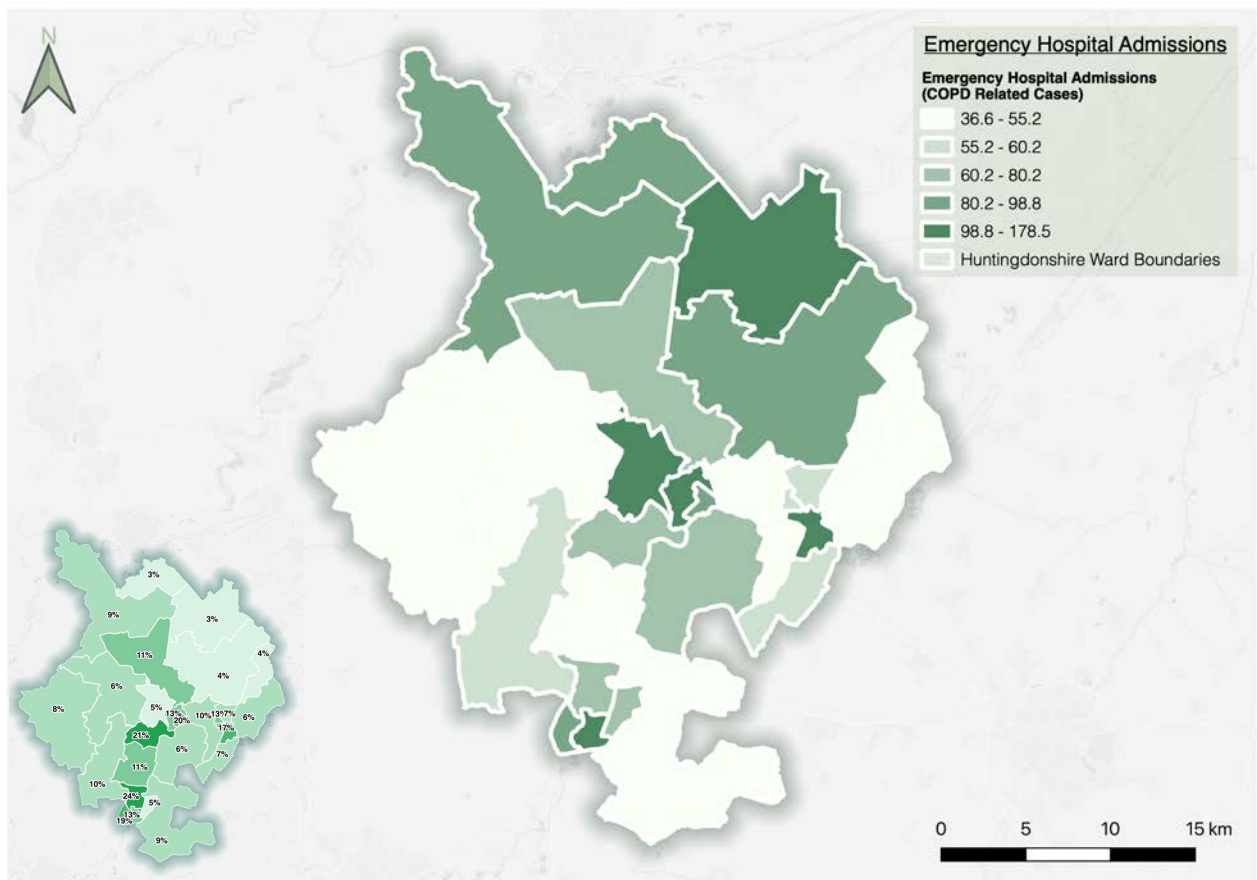 N
Emergency Hospital Admissions
Emergency Hospital Admissions
(COPD Related Cases)
36.6 - 55.2
55.2 - 60.2
60.2 - 80.2
80.2 - 98.8
98.8 - 178.5
Huntingdonshire Ward Boundaries
3%
9%
3%
11%
4%
4%
6%
8%
5%
13%
20%
10%
13%
7%
6%
17%
21%
6%
7%
11%
10%
24%
5%
13%
19%
9%
0 5 10 15 km